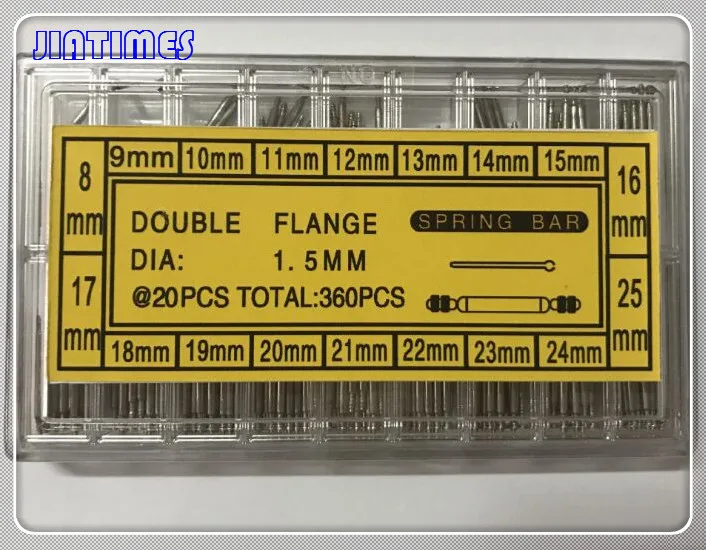 JIATIMES
8 mm
9mm 10mm 11mm 12mm 13mm 14mm 15mm
16 mm
DOUBLE FLANGE SPRING BAR
DIA: 1.5MM
@20PCS TOTAL:360PCS
17 mm
25 mm
18mm 19mm 20mm 21mm 22mm 23mm 24mm